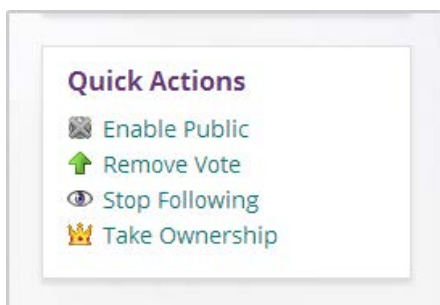 Quick Actions
Enable Public
Remove Vote
Stop Following
Take Ownership